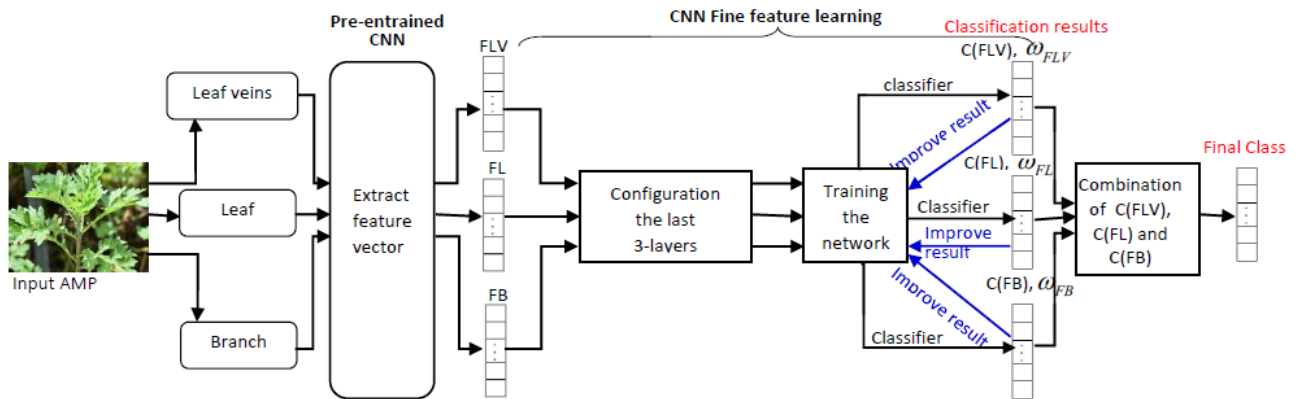 Pre-entrained
CNN
CNN Fine feature learning
Classification results
FLV
C(FLV), ωFLV
Leaf veins
classifier
Improve result
Final Class
FL
C(FL), ωFL
Input AMP
Leaf
Extract
feature
vector
Configuration
the last
3-layers
Training
the
network
Classifier
Improve
result
Combination
of C(FLV),
C(FL) and
C(FB)
FB
C(FB), ωFB
Improve result
Branch
Classifier